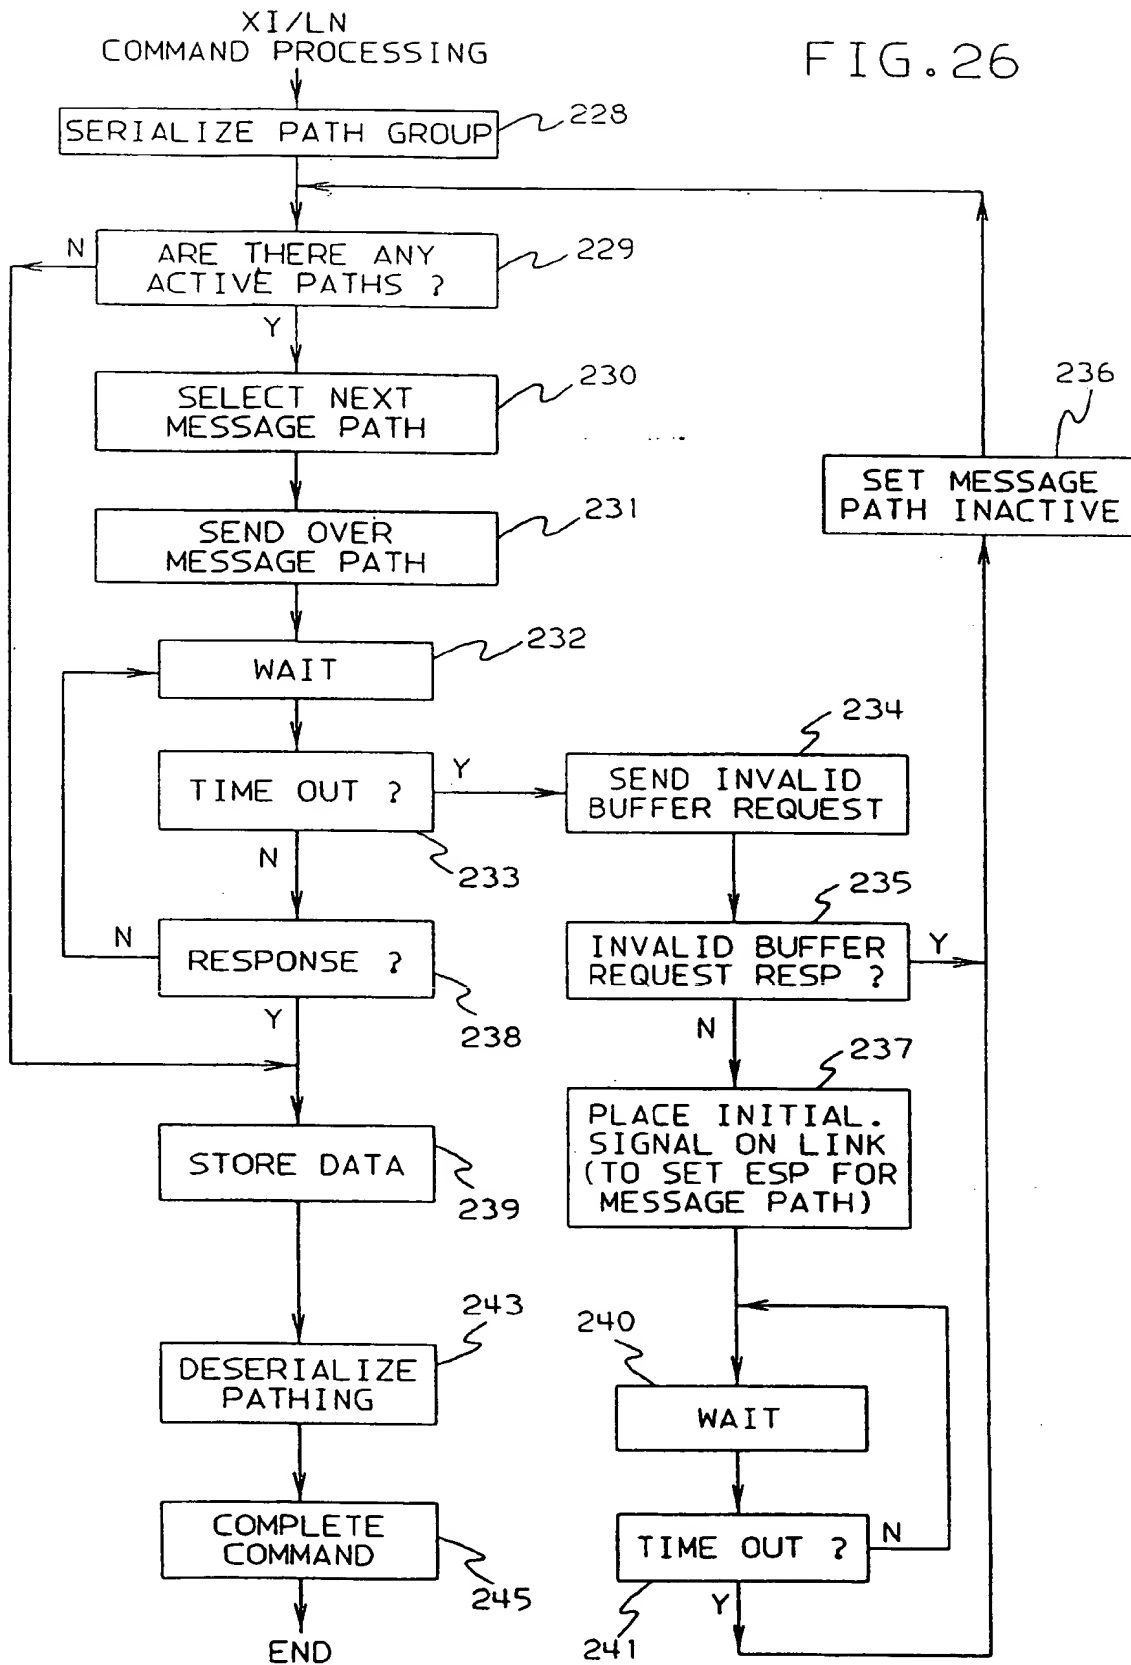 XI/LN
COMMAND PROCESSING
FIG.26
SERIALIZE PATH GROUP
228
N
ARE THERE ANY
ACTIVE PATHS ?
229
Y
SELECT NEXT
MESSAGE PATH
230
236
SET MESSAGE
PATH INACTIVE
SEND OVER
MESSAGE PATH
231
WAIT
232
TIME OUT ?
Y
233
N
234
SEND INVALID
BUFFER REQUEST
235
INVALID BUFFER
REQUEST RESP ?
Y
N
N
RESPONSE ?
Y
238
237
PLACE INITIAL.
SIGNAL ON LINK
(TO SET ESP FOR
MESSAGE PATH)
STORE DATA
239
243
DESERIALIZE
PATHING
240
WAIT
COMPLETE
COMMAND
245
TIME OUT ?
N
Y
241
END